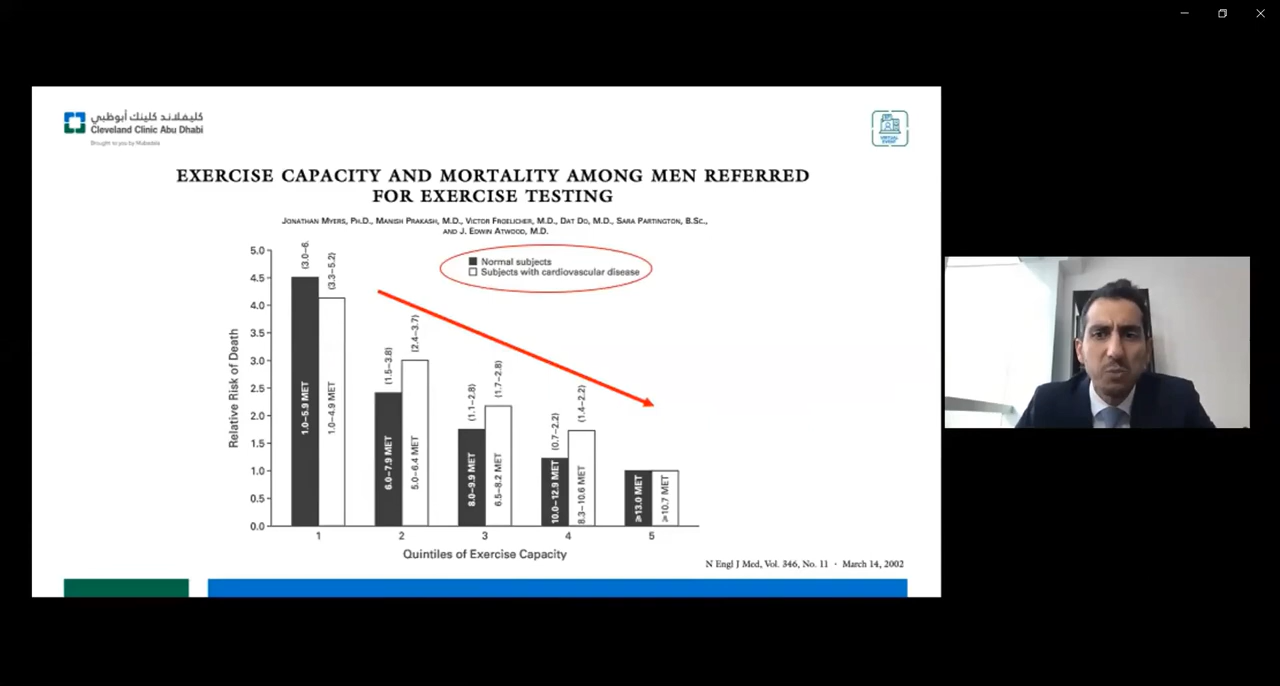 كليفلاند كلينك أبوظبي
Cleveland Clinic Abu Dhabi
Brought to you by Mubadala
VIRTUAL
EVENT
EXERCISE CAPACITY AND MORTALITY AMONG MEN REFERRED
FOR EXERCISE TESTING
JONATHAN MYERS, PH.D., MANISH PRAKASH, M.D., VICTOR FROELICHER, M.D., DAT DO, M.D., SARA PARTINGTON, B.SC.,
AND J. EDWIN ATWOOD, M.D.
Normal subjects
Subjects with cardiovascular disease
Relative Risk of Death
5.0
4.5
4.0
3.5
3.0
2.5
2.0
1.5
1.0
0.5
0.0
(3.0–6.
(3.3–5.2)
1.0–5.9 MET
1.0–4.9 MET
(1.5–3.8)
(2.4–3.7)
6.0–7.9 MET
5.0–6.4 MET
(1.1–2.8)
(1.7–2.8)
8.0–9.9 MET
6.5–8.2 MET
(0.7–2.2)
(1.4–2.2)
10.0–12.9 MET
8.3–10.6 MET
≥13.0 MET
≥10.7 MET
1 2 3 4 5
Quintiles of Exercise Capacity
N Engl J Med, Vol. 346, No. 11 · March 14, 2002